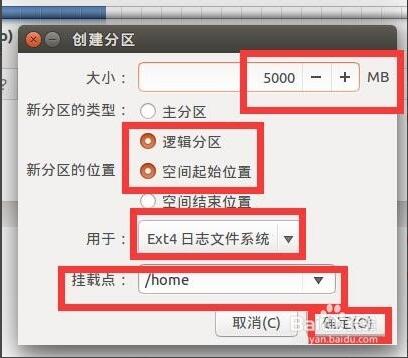 创建分区
o)
大小： 5000 − + MB
?
新分区的类型： 主分区
逻辑分区
新分区的位置 空间起始位置
空间结束位置
用于： Ext4 日志文件系统
挂载点： /home
取消(C) 确定(O)
jingyan.baidu.com